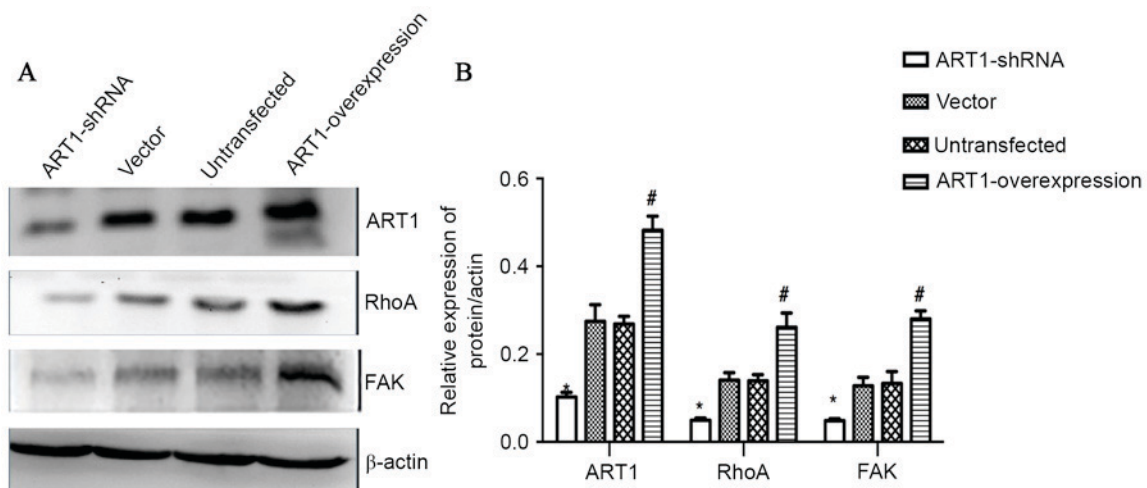 A
ART1-shRNA
Vector
Untransfected
ART1-overexpression
ART1
RhoA
FAK
β-actin
B
ART1-shRNA
Vector
Untransfected
ART1-overexpression
Relative expression of
protein/actin
0.6
0.4
0.2
0.0
*
#
*
#
*
#
ART1
RhoA
FAK